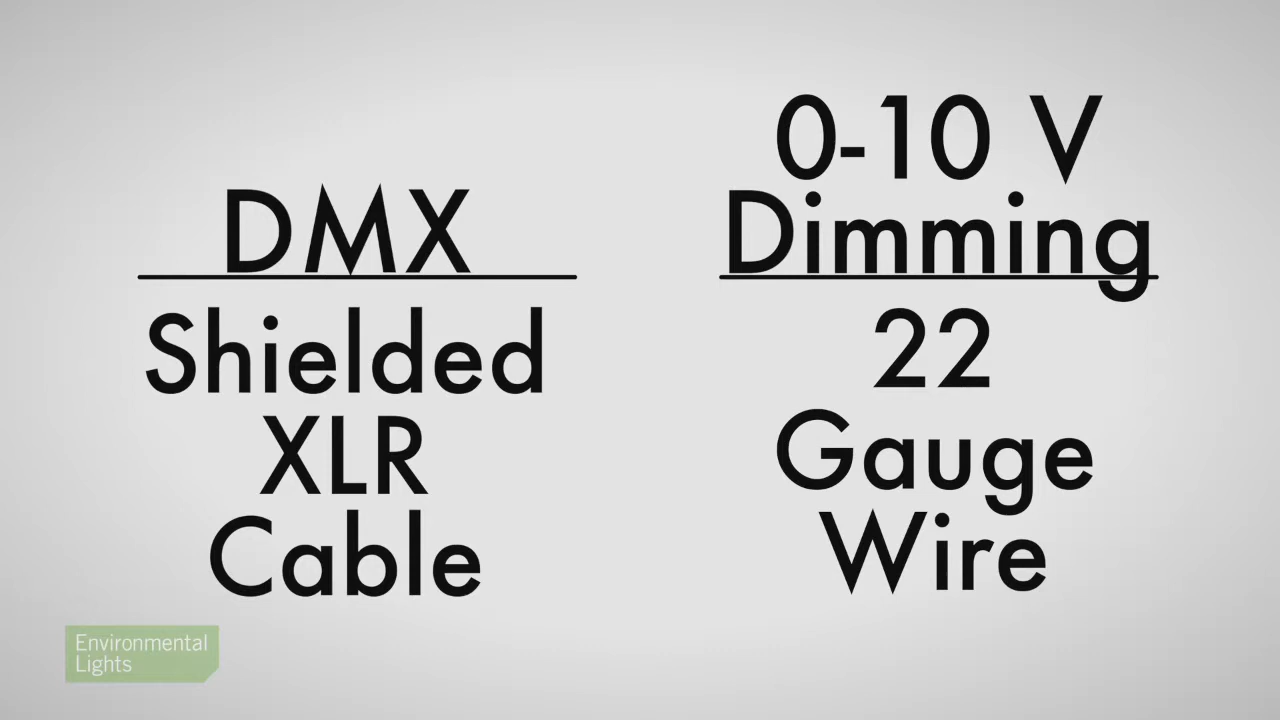 DMX
Shielded
XLR
Cable
0-10 V
Dimming
22
Gauge
Wire
Environmental
Lights